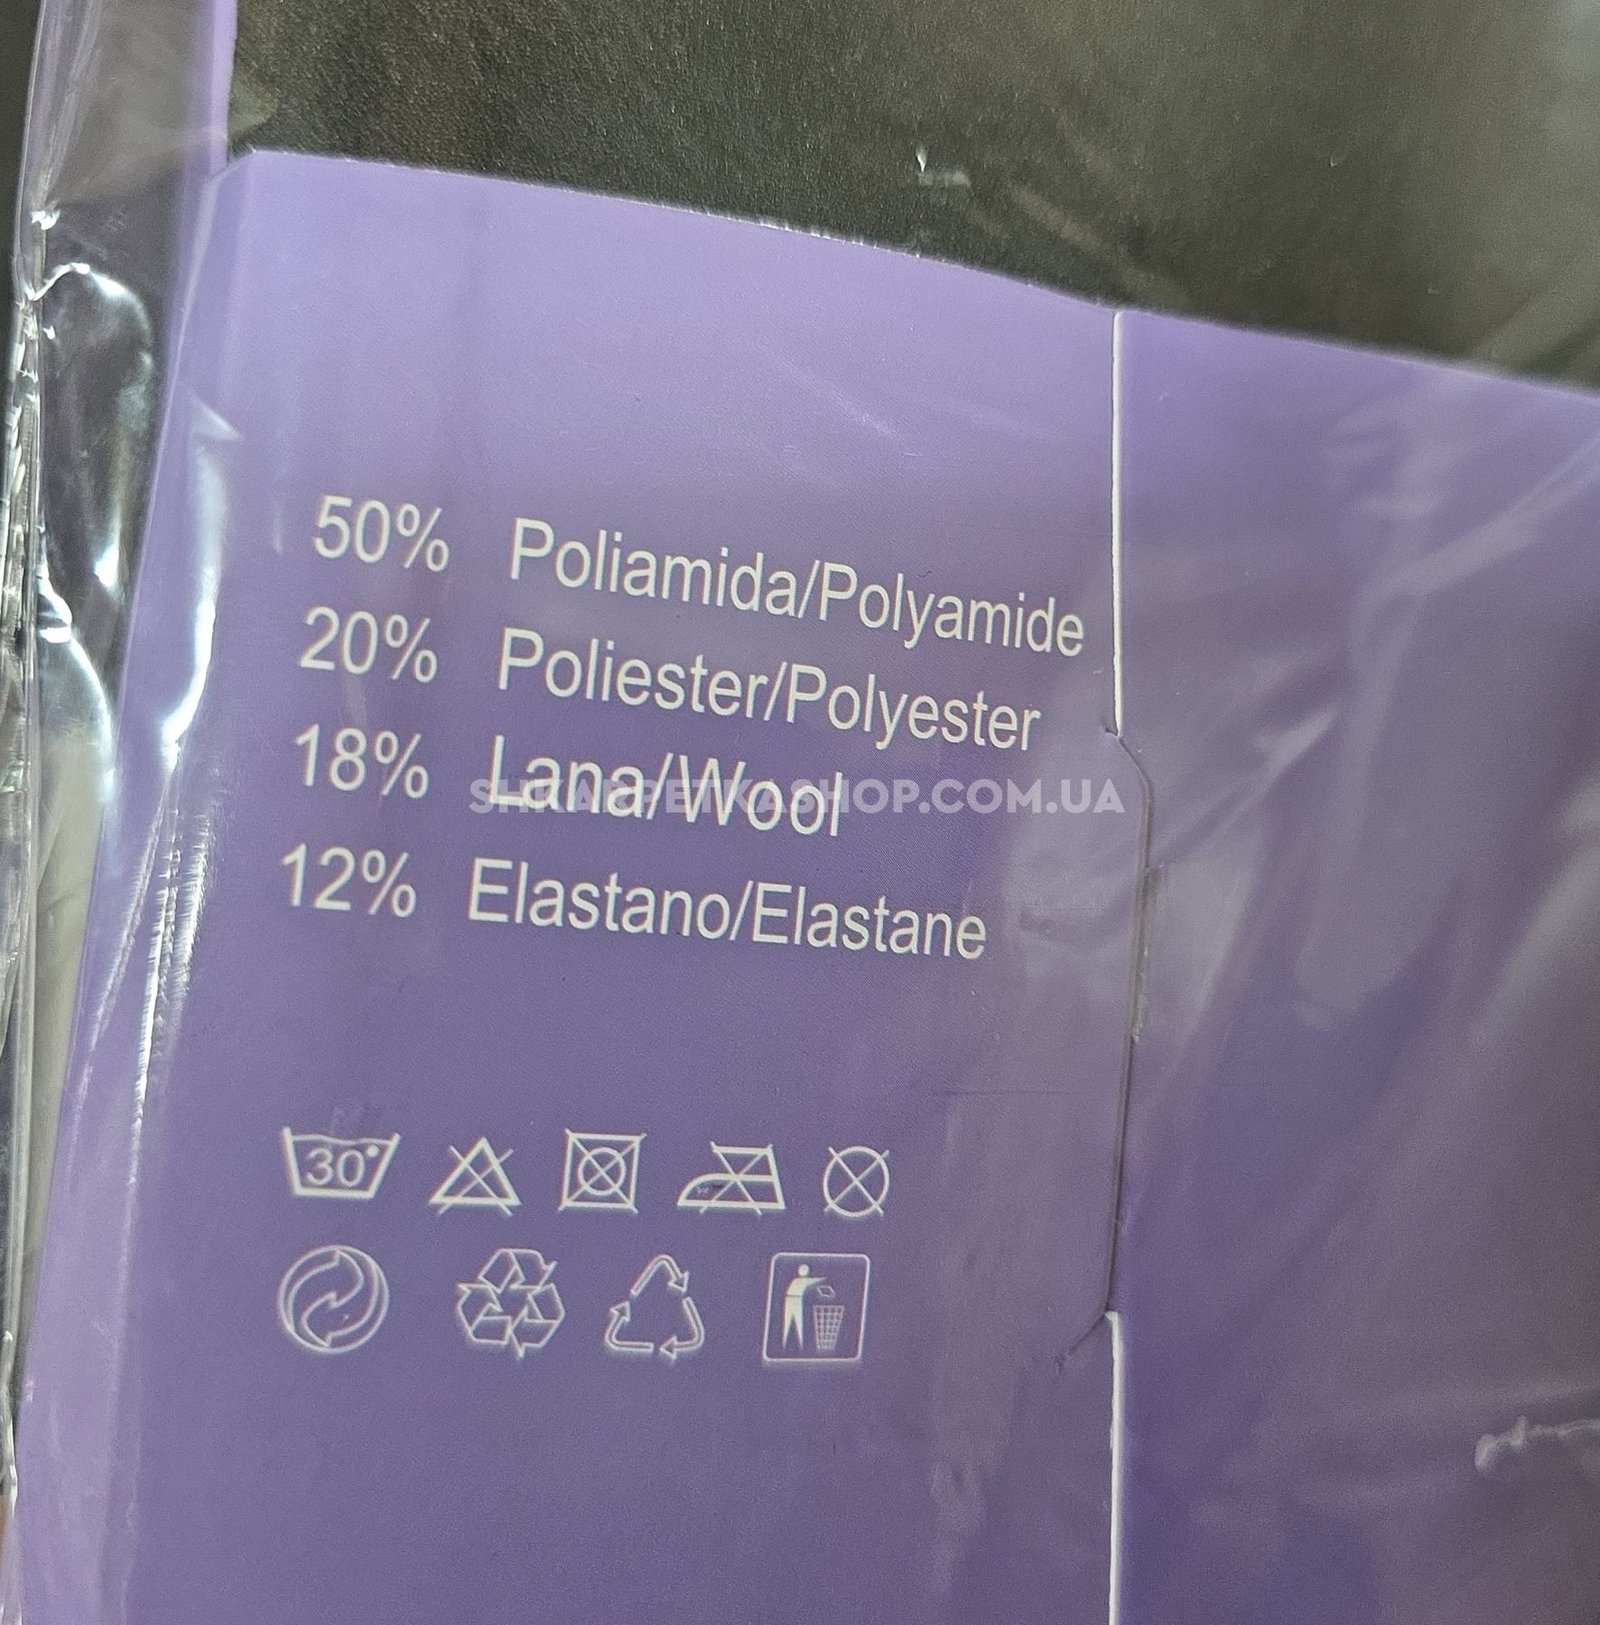 50% Poliamida/Polyamide
20% Poliester/Polyester
18% Lana/Wool
SHKARPETKASHOP.COM.UA
12% Elastano/Elastane
30°